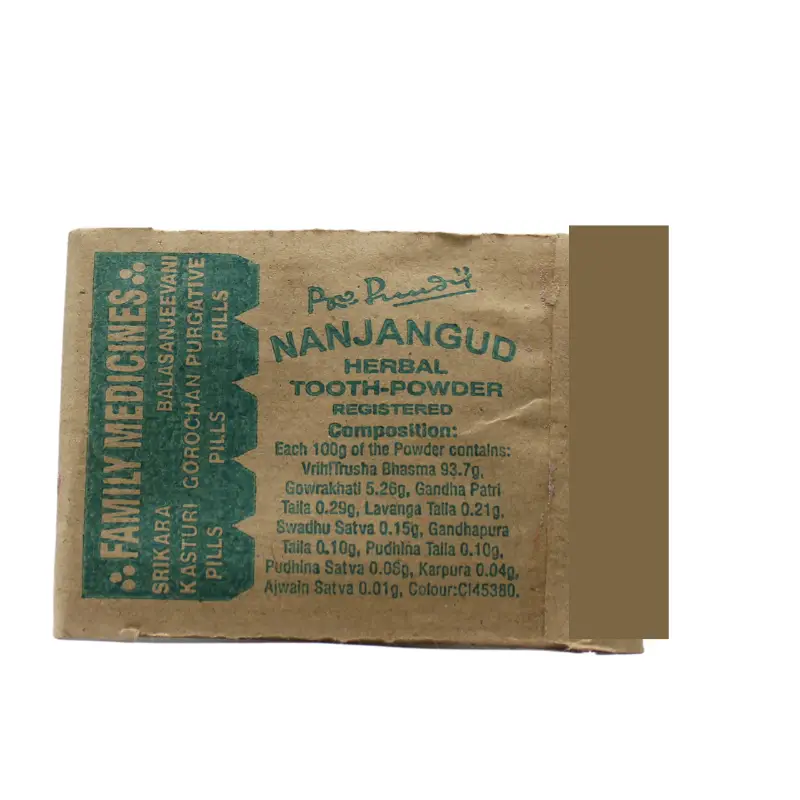 FAMILY MEDICINES
SRIKARA BALASANJEEVANI
KASTURI GOROCHAN PURGATIVE
PILLS PILLS PILLS
NANJANGUD
HERBAL
TOOTH-POWDER
REGISTERED
Composition:
Each 100g of the Powder contains:
VrihiTrusha Bhasma 93.7g,
Gowrakhati 5.26g, Gandha Patri
Taila 0.29g, Lavanga Taila 0.21g,
Swadhu Satva 0.15g, Gandhapura
Taila 0.10g, Pudhina Taila 0.10g,
Pudhina Satva 0.06g, Karpura 0.04g,
Ajwain Satva 0.01g, Colour:CI45380.